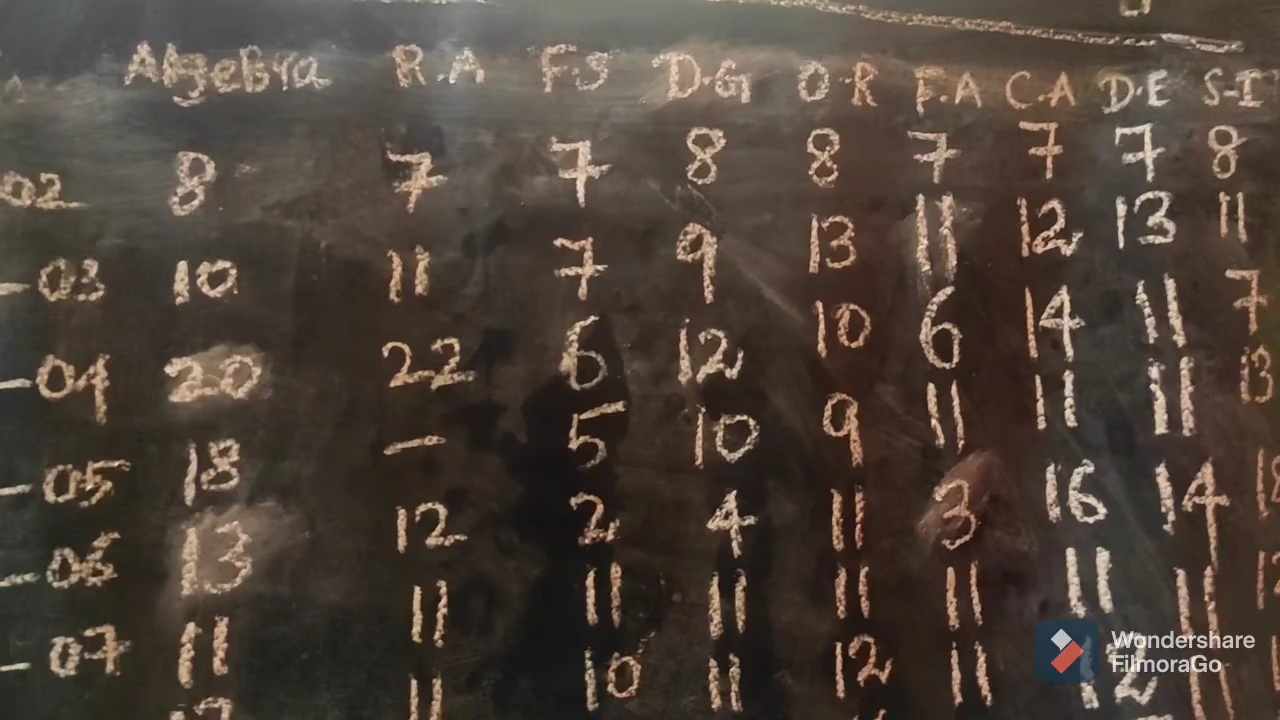 Algebra R.A FS D.G O.R F.A C.A D.E S-I
02 8 7 7 8 8 7 7 7 8
-03 10 11 7 9 13 11 12 13 11
-04 20 22 6 12 10 6 14 11 7
-05 18 - 5 10 9 11 11 11 13
-06 13 12 2 4 11 3 16 14
-07 11 11 11 11 11 11 11 11
11 10 11 12 11 12 11
Wondershare
FilmoraGo